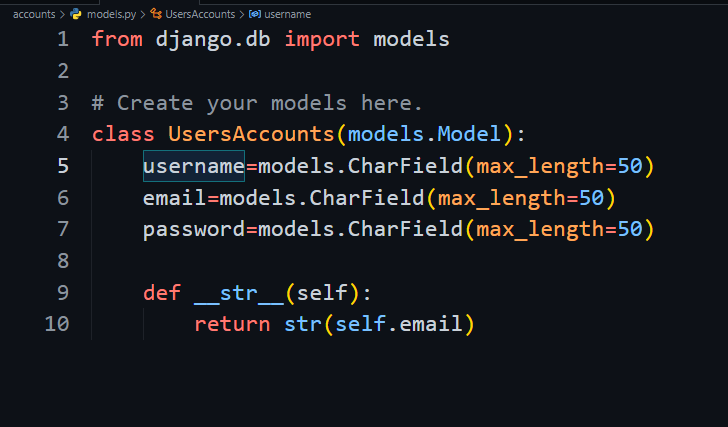 accounts > models.py > UsersAccounts > username
1 from django.db import models
2
3 # Create your models here.
4 class UsersAccounts(models.Model):
5     username=models.CharField(max_length=50)
6     email=models.CharField(max_length=50)
7     password=models.CharField(max_length=50)
8
9     def __str__(self):
10         return str(self.email)